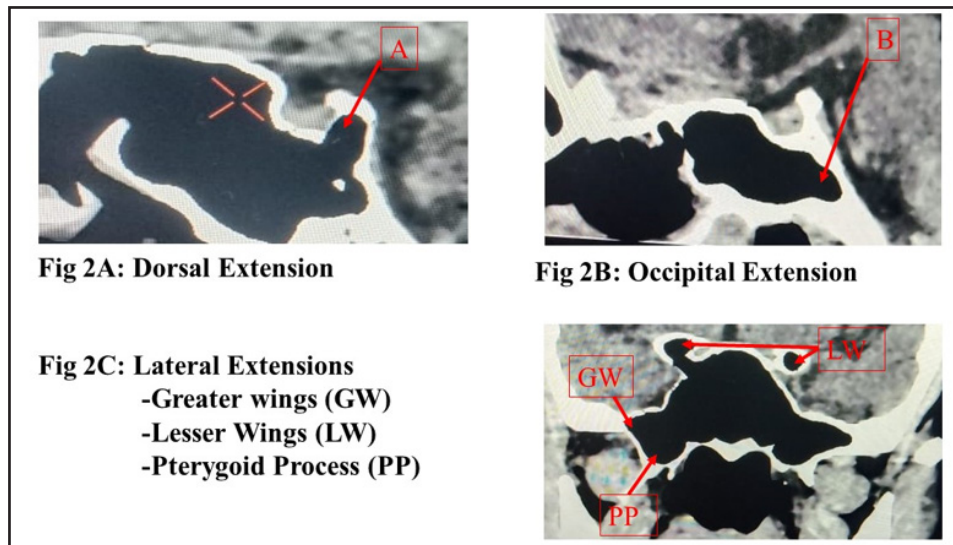 A
B
Fig 2A: Dorsal Extension
Fig 2B: Occipital Extension
Fig 2C: Lateral Extensions
-Greater wings (GW)
-Lesser Wings (LW)
-Pterygoid Process (PP)
LW
GW
PP